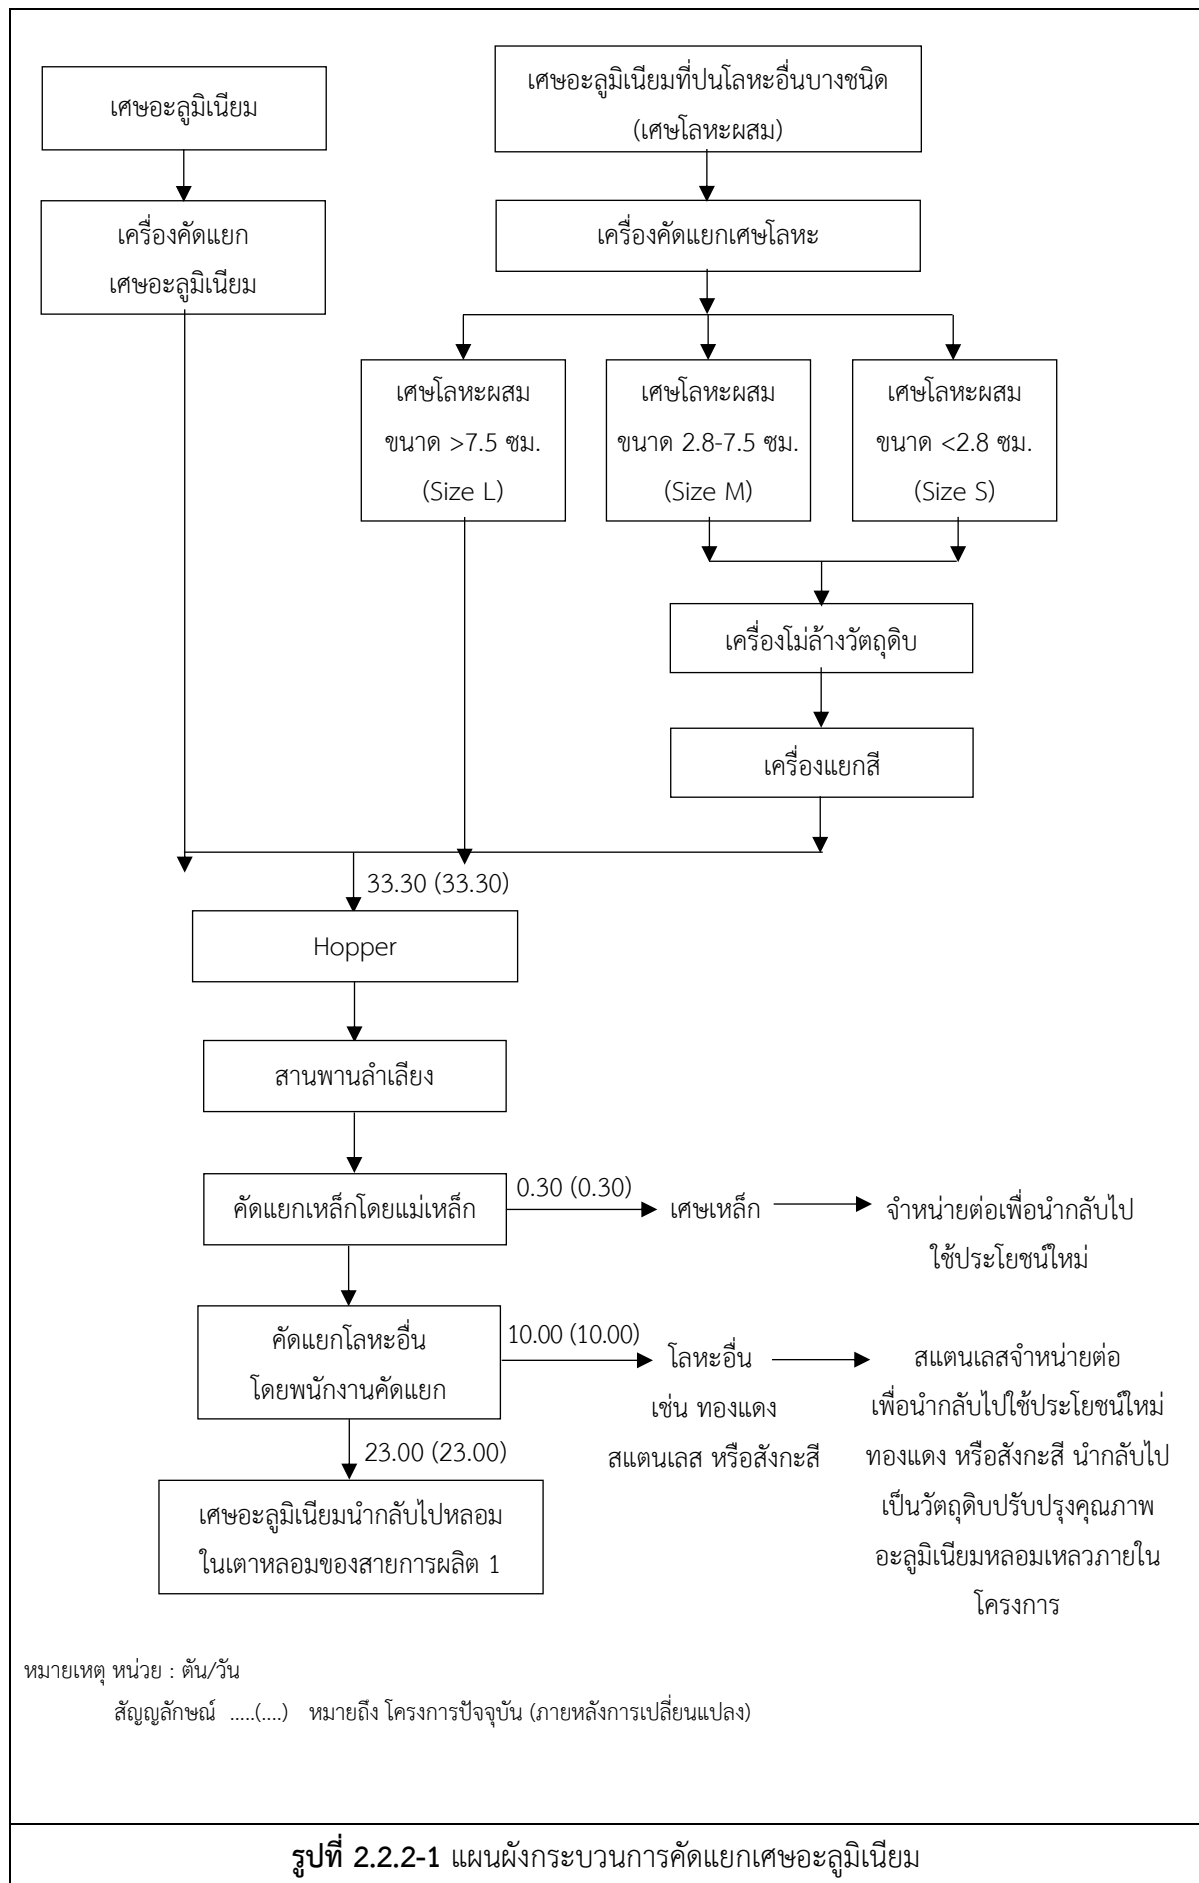 เศษอะลูมิเนียม
เศษอะลูมิเนียมที่ปนโลหะอื่นบางชนิด
(เศษโลหะผสม)
เครื่องคัดแยก
เศษอะลูมิเนียม
เครื่องคัดแยกเศษโลหะ
เศษโลหะผสม
ขนาด >7.5 ซม.
(Size L)
เศษโลหะผสม
ขนาด 2.8-7.5 ซม.
(Size M)
เศษโลหะผสม
ขนาด <2.8 ซม.
(Size S)
เครื่องโม่ล้างวัตถุดิบ
เครื่องแยกสี
33.30 (33.30)
Hopper
สานพานลำเลียง
คัดแยกเหล็กโดยแม่เหล็ก
0.30 (0.30)
เศษเหล็ก
จำหน่ายต่อเพื่อนำกลับไป
ใช้ประโยชน์ใหม่
คัดแยกโลหะอื่น
โดยพนักงานคัดแยก
10.00 (10.00)
โลหะอื่น
เช่น ทองแดง
สแตนเลส หรือสังกะสี
สแตนเลสจำหน่ายต่อ
เพื่อนำกลับไปใช้ประโยชน์ใหม่
ทองแดง หรือสังกะสี นำกลับไป
เป็นวัตถุดิบปรับปรุงคุณภาพ
อะลูมิเนียมหลอมเหลวภายใน
โครงการ
23.00 (23.00)
เศษอะลูมิเนียมนำกลับไปหลอม
ในเตาหลอมของสายการผลิต 1
หมายเหตุ หน่วย : ตัน/วัน
สัญญลักษณ์ .....(....) หมายถึง โครงการปัจจุบัน (ภายหลังการเปลี่ยนแปลง)
รูปที่ 2.2.2-1 แผนผังกระบวนการคัดแยกเศษอะลูมิเนียม